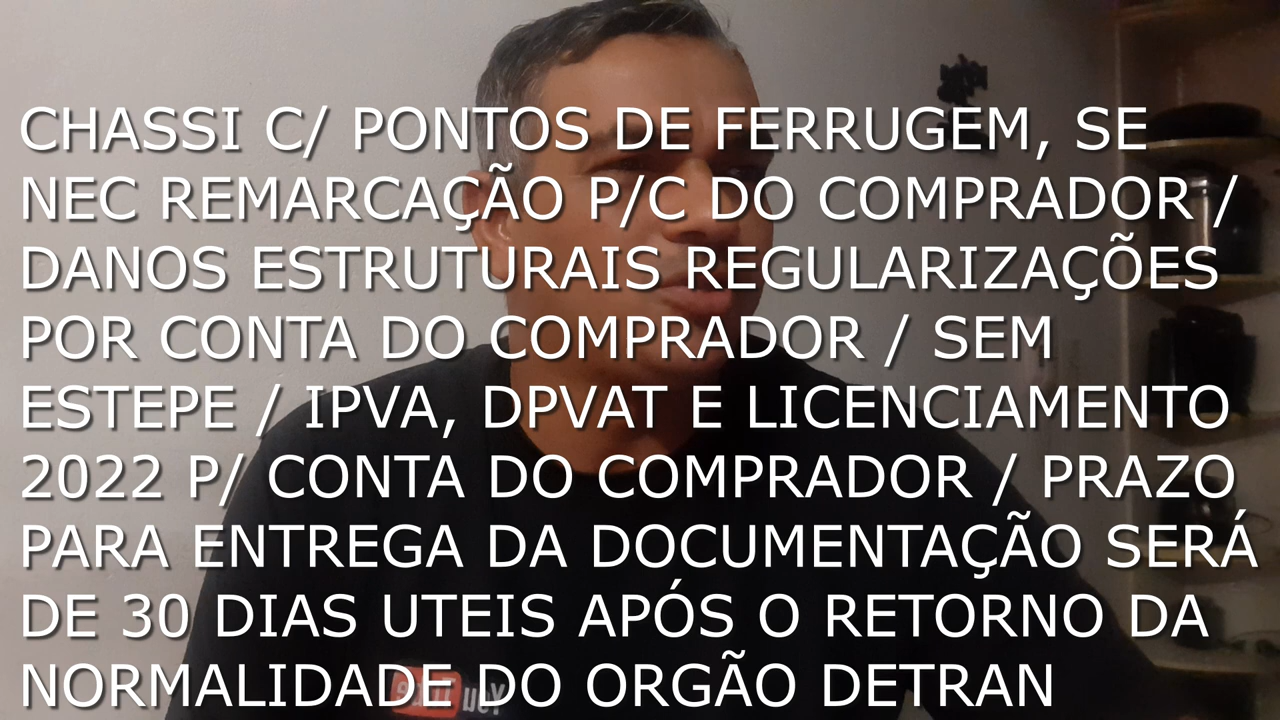 CHASSI C/ PONTOS DE FERRUGEM, SE
NEC REMARCAÇÃO P/C DO COMPRADOR /
DANOS ESTRUTURAIS REGULARIZAÇÕES
POR CONTA DO COMPRADOR / SEM
ESTEPE / IPVA, DPVAT E LICENCIAMENTO
2022 P/ CONTA DO COMPRADOR / PRAZO
PARA ENTREGA DA DOCUMENTAÇÃO SERÁ
DE 30 DIAS UTEIS APÓS O RETORNO DA
NORMALIDADE DO ORGÃO DETRAN
You Tube